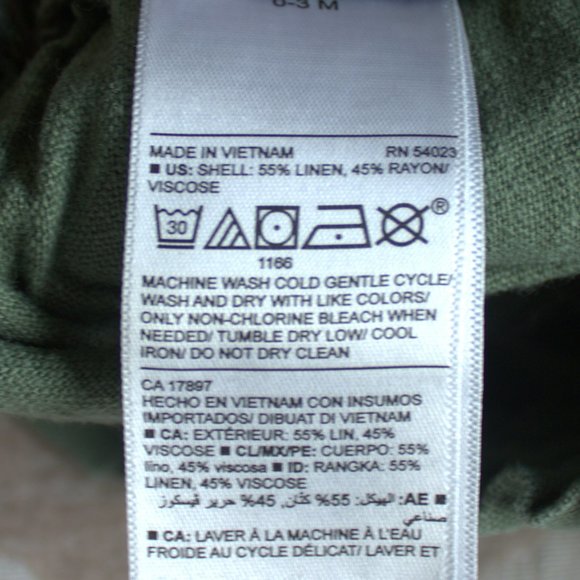 0-3 M
MADE IN VIETNAM RN 54023
■ US: SHELL: 55% LINEN, 45% RAYON/
VISCOSE
30
®
1166
MACHINE WASH COLD GENTLE CYCLE/
WASH AND DRY WITH LIKE COLORS/
ONLY NON-CHLORINE BLEACH WHEN
NEEDED/ TUMBLE DRY LOW/ COOL
IRON/ DO NOT DRY CLEAN
CA 17897
HECHO EN VIETNAM CON INSUMOS
IMPORTADOS/ DIBUAT DI VIETNAM
■ CA: EXTÉRIEUR: 55% LIN, 45%
VISCOSE ■ CL/MX/PE: CUERPO: 55%
lino, 45% viscosa ■ ID: RANGKA: 55%
LINEN, 45% VISCOSE
■ AE: الهيكل: 55% كتان, 45% حرير فيسكوز
صناعي
■ CA: LAVER À LA MACHINE À L'EAU
FROIDE AU CYCLE DÉLICAT/ LAVER ET